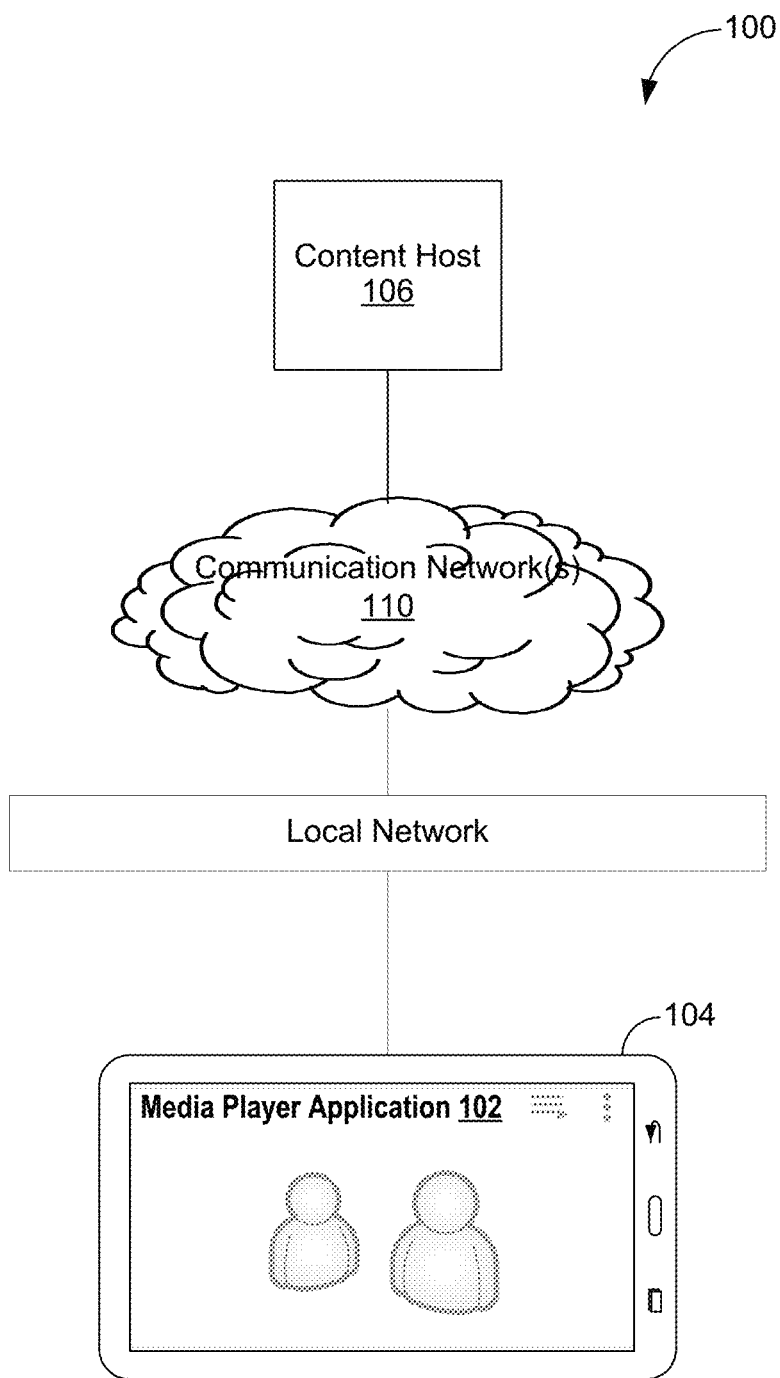 100
Content Host
106
Communication Network(s)
110
Local Network
104
Media Player Application 102